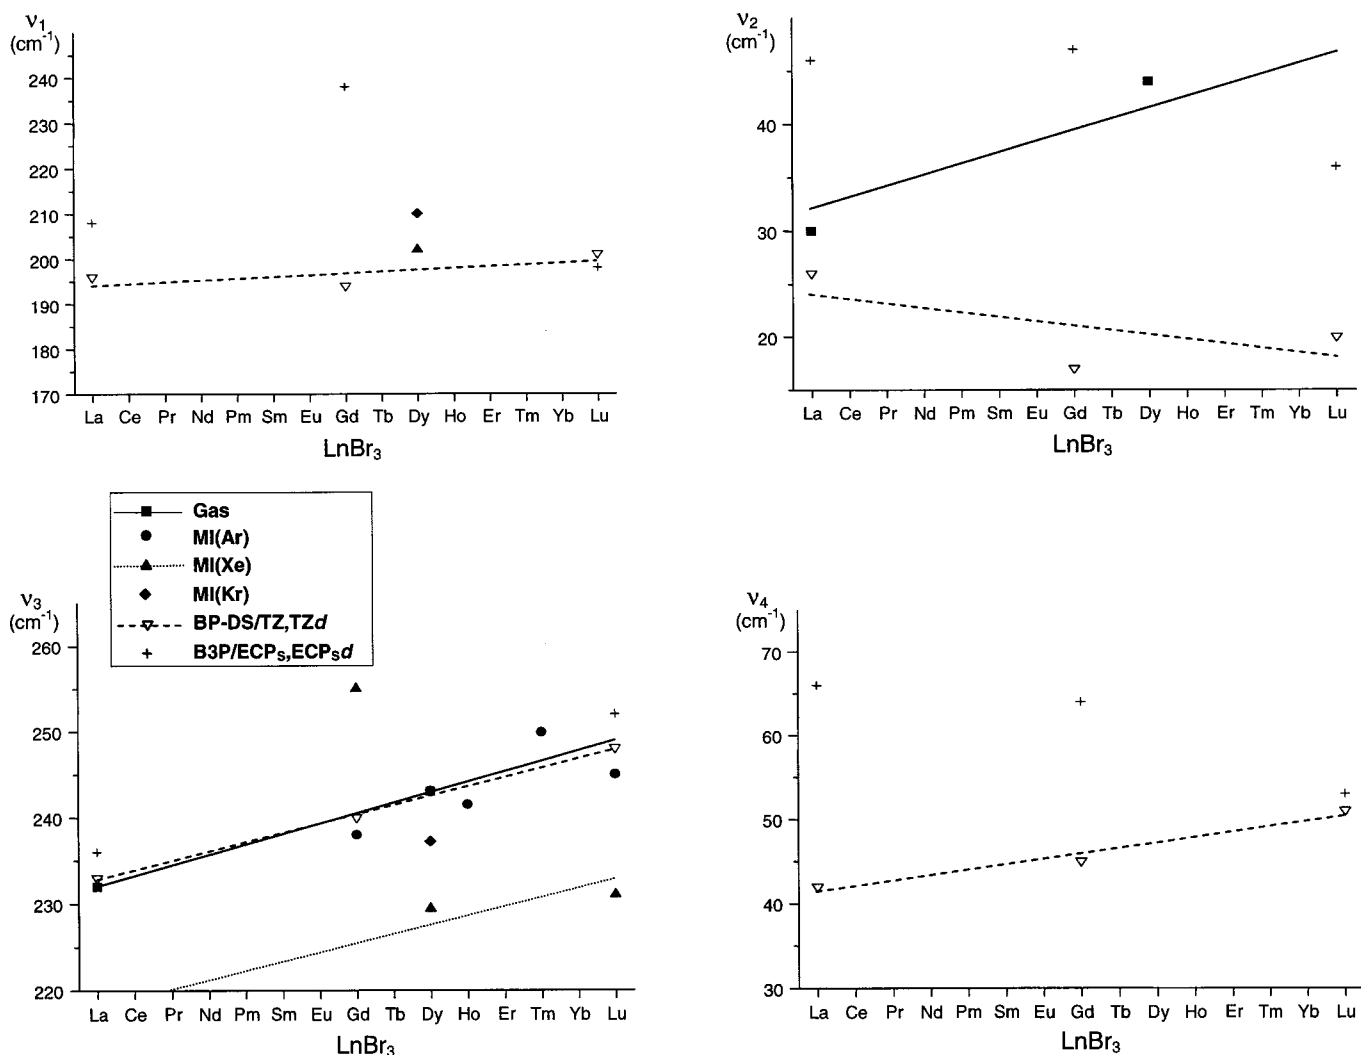 ν₁
(cm⁻¹)
240
230
220
210
200
190
180
170
La Ce Pr Nd Pm Sm Eu Gd Tb Dy Ho Er Tm Yb Lu
LnBr₃
ν₂
(cm⁻¹)
40
30
20
La Ce Pr Nd Pm Sm Eu Gd Tb Dy Ho Er Tm Yb Lu
LnBr₃
Gas
MI(Ar)
MI(Xe)
MI(Kr)
BP-DS/TZ,TZd
B3P/ECPₛ,ECPₛd
ν₃
(cm⁻¹)
260
250
240
230
220
La Ce Pr Nd Pm Sm Eu Gd Tb Dy Ho Er Tm Yb Lu
LnBr₃
ν₄
(cm⁻¹)
70
60
50
40
30
La Ce Pr Nd Pm Sm Eu Gd Tb Dy Ho Er Tm Yb Lu
LnBr₃